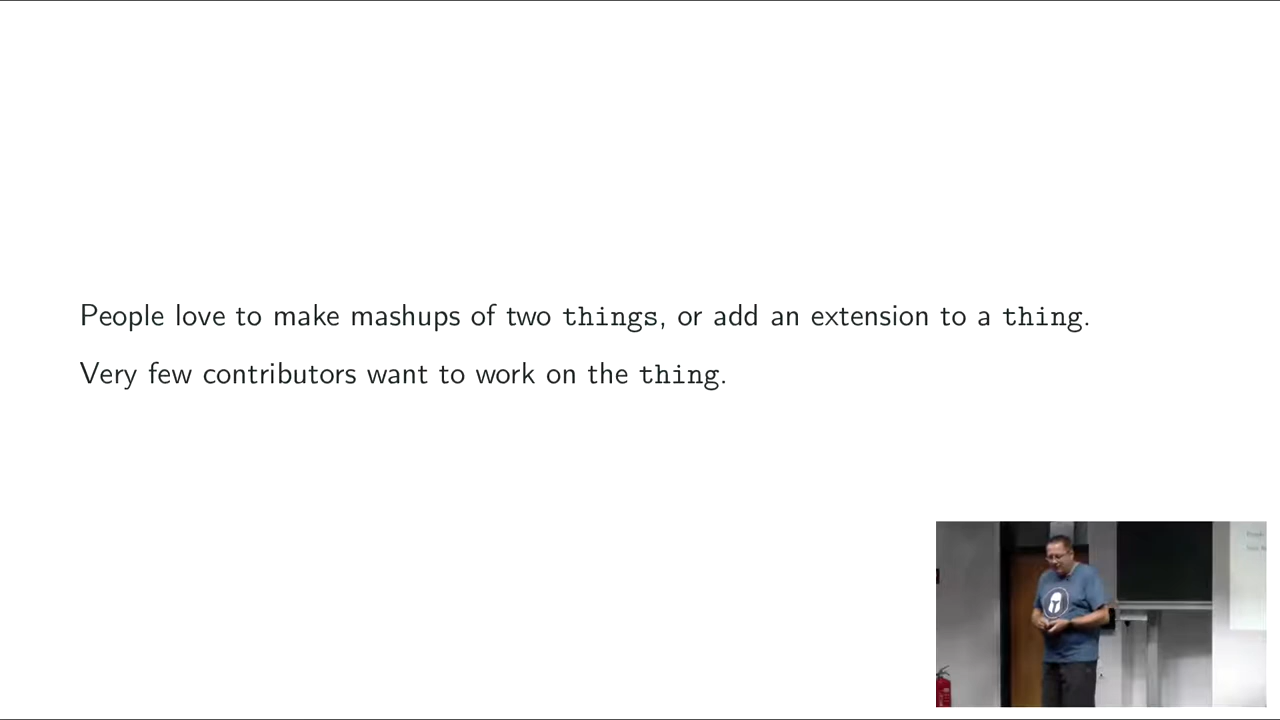 People love to make mashups of two things, or add an extension to a thing.
Very few contributors want to work on the thing.